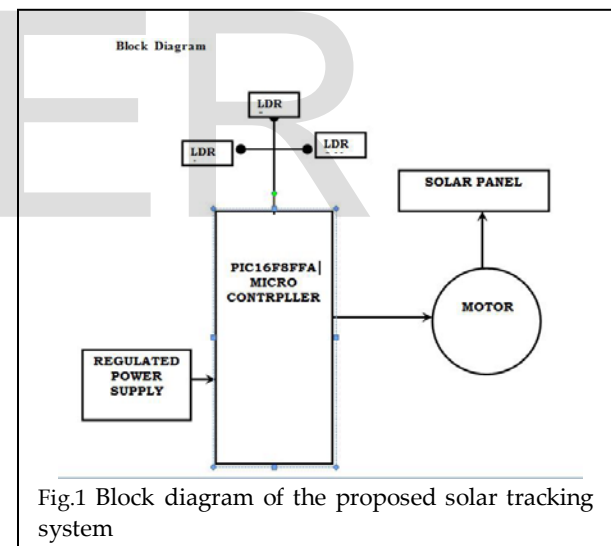 ER
Block Diagram
LDR
LDR
LDR
SOLAR PANEL
PIC16F8FFA|
MICRO
CONTRPLLER
MOTOR
REGULATED
POWER
SUPPLY
Fig.1 Block diagram of the proposed solar tracking
system